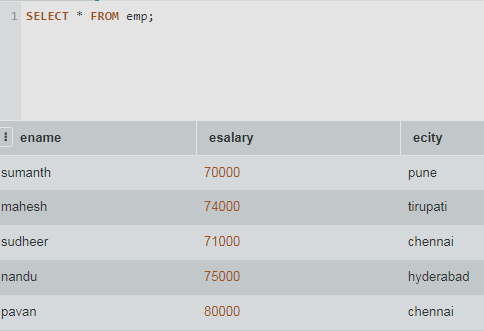 1 SELECT * FROM emp;
ename esalary ecity
sumanth 70000 pune
mahesh 74000 tirupati
sudheer 71000 chennai
nandu 75000 hyderabad
pavan 80000 chennai